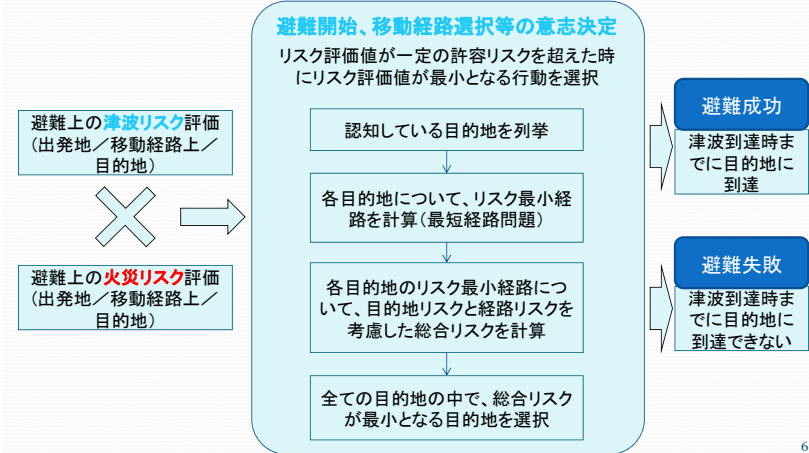 避難上の津波リスク評価
(出発地／移動経路上／
目的地)
避難上の火災リスク評価
(出発地／移動経路上／
目的地)
避難開始、移動経路選択等の意志決定
リスク評価値が一定の許容リスクを超えた時
にリスク評価値が最小となる行動を選択
認知している目的地を列挙
各目的地について、リスク最小経
路を計算(最短経路問題)
各目的地のリスク最小経路につ
いて、目的地リスクと経路リスクを
考慮した総合リスクを計算
全ての目的地の中で、総合リスク
が最小となる目的地を選択
避難成功
津波到達時ま
でに目的地に
到達
避難失敗
津波到達時ま
でに目的地に
到達できない
6